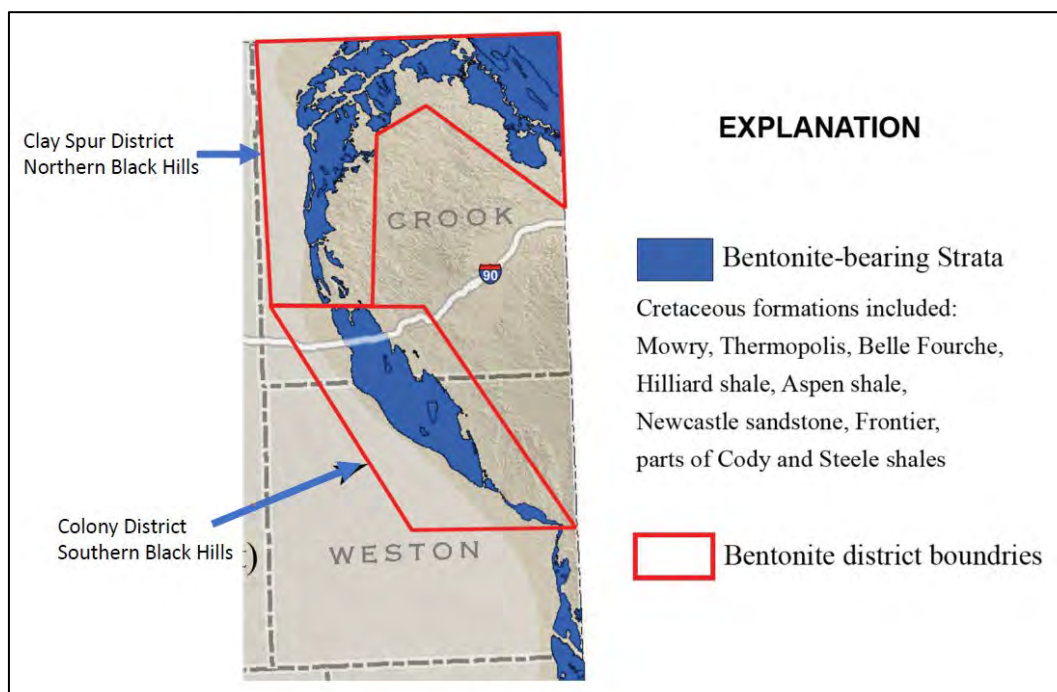 Clay Spur District
Northern Black Hills
CROOK
90
Colony District
Southern Black Hills
)
WESTON
EXPLANATION
Bentonite-bearing Strata
Cretaceous formations included:
Mowry, Thermopolis, Belle Fourche,
Hilliard shale, Aspen shale,
Newcastle sandstone, Frontier,
parts of Cody and Steele shales
Bentonite district boundries